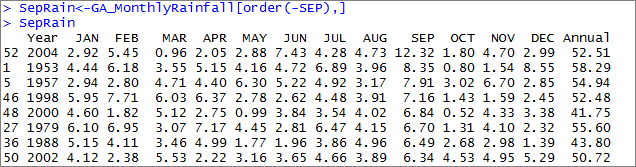 > SepRain<-GA_MonthlyRainfall[order(-SEP),]
> SepRain
Year JAN FEB MAR APR MAY JUN JUL AUG SEP OCT NOV DEC Annual
52 2004 2.92 5.45 0.96 2.05 2.88 7.43 4.28 4.73 12.32 1.80 4.70 2.99 52.51
1 1953 4.44 6.18 3.55 5.15 4.16 4.72 6.89 3.96 8.35 0.80 1.54 8.55 58.29
5 1957 2.94 2.80 4.71 4.40 6.30 5.22 4.92 3.17 7.91 3.02 6.70 2.85 54.94
46 1998 5.95 7.71 6.03 6.37 2.78 2.62 4.48 3.91 7.16 1.43 1.59 2.45 52.48
48 2000 4.60 1.82 5.12 2.75 0.99 3.84 3.54 4.02 6.84 0.52 4.33 3.38 41.75
27 1979 6.10 6.95 3.07 7.17 4.45 2.81 6.47 4.15 6.70 1.31 4.10 2.32 55.60
36 1988 5.15 4.11 3.46 4.99 1.77 1.96 3.86 4.96 6.49 2.68 2.98 1.39 43.80
50 2002 4.12 2.38 5.53 2.22 3.16 3.65 4.66 3.89 6.34 4.53 4.95 5.29 50.72